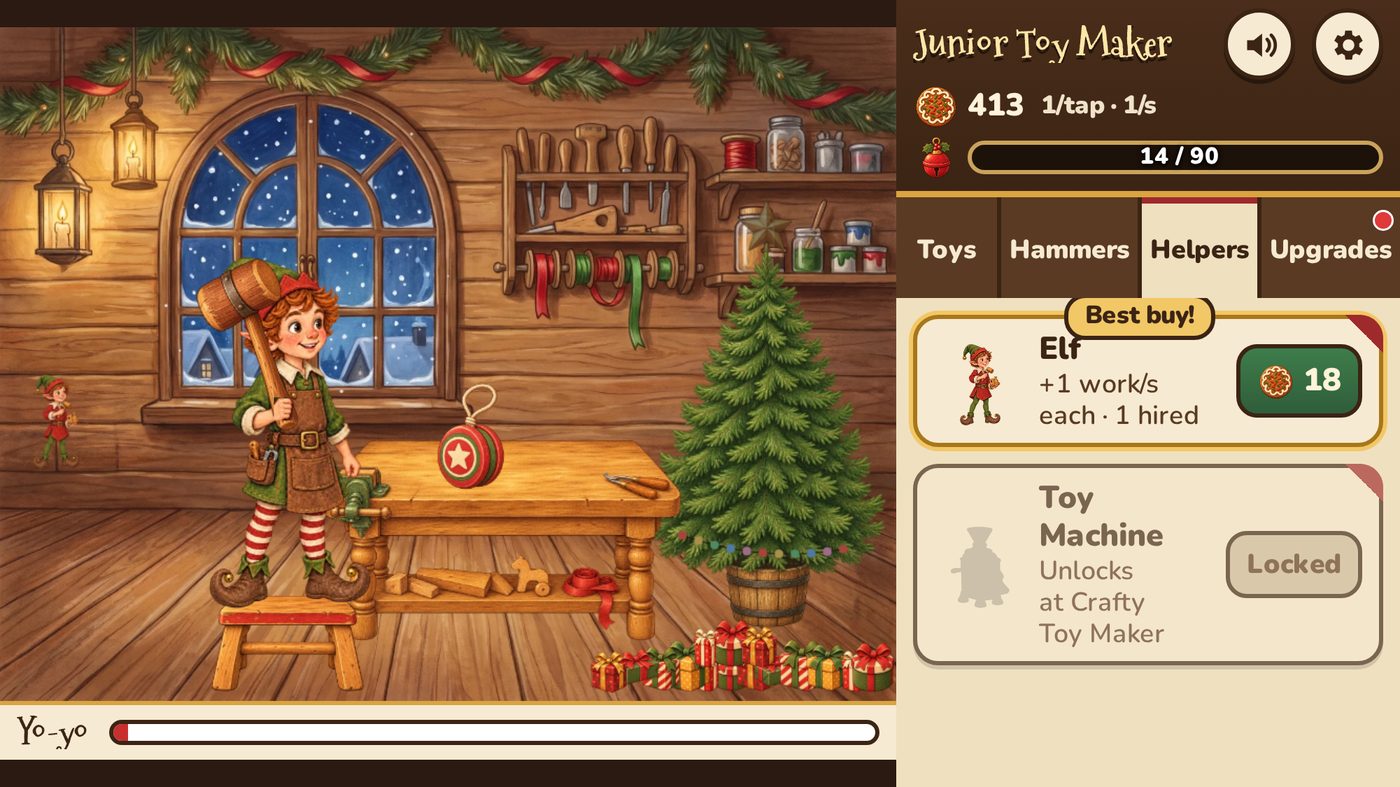 Junior Toy Maker
413 1/tap · 1/s
14 / 90
Toys Hammers Helpers Upgrades
Best buy!
Elf
+1 work/s
each · 1 hired
18
Toy
Machine
Unlocks
at Crafty
Toy Maker
Locked
Yo-yo